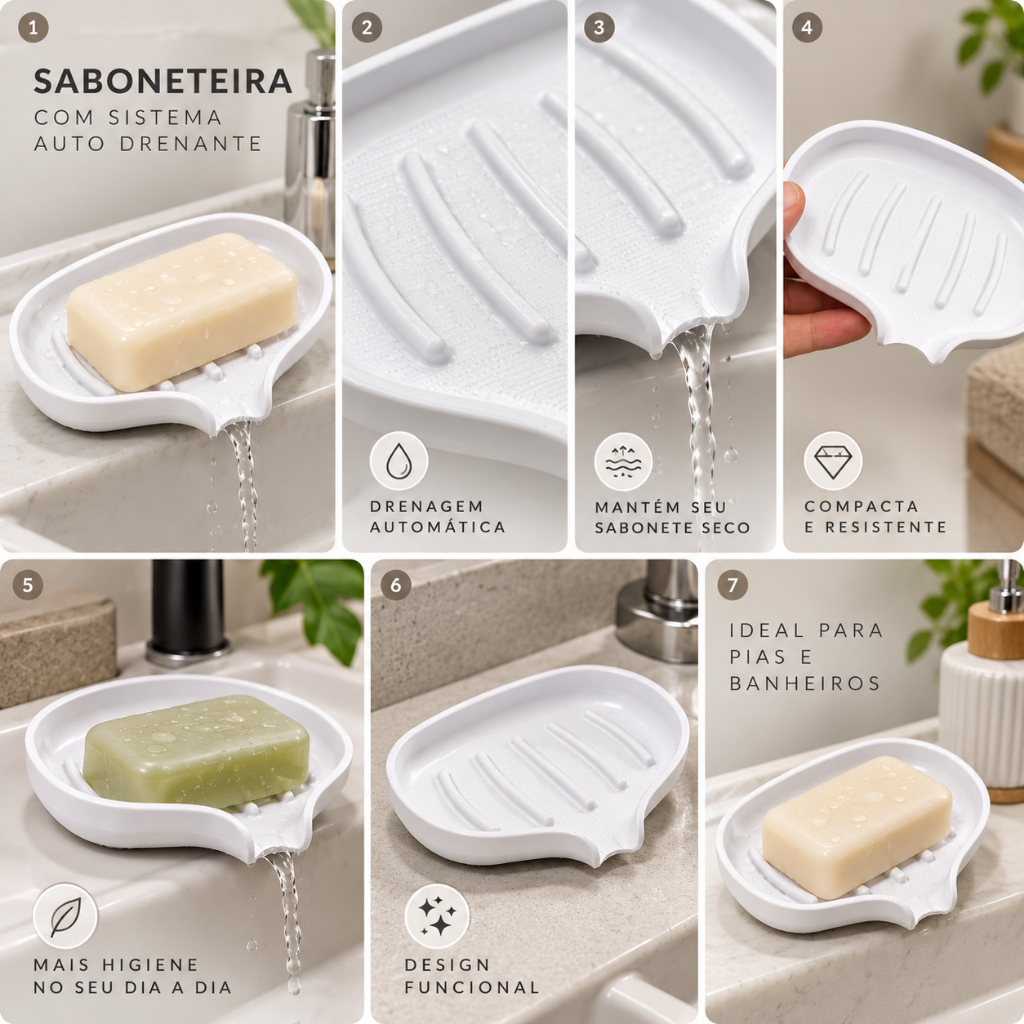 1
SABONETEIRA
COM SISTEMA
AUTO DRENANTE
2
DRENAGEM
AUTOMÁTICA
3
MANTÉM SEU
SABONETE SECO
4
COMPACTA
E RESISTENTE
5
MAIS HIGIENE
NO SEU DIA A DIA
6
DESIGN
FUNCIONAL
7
IDEAL PARA
PIAS E
BANHEIROS